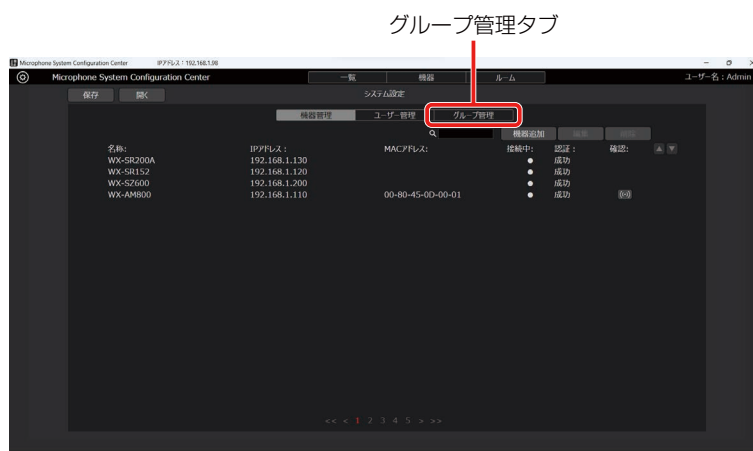 グループ管理タブ
Microphone System Configuration Center IPアドレス：192.168.1.98
Microphone System Configuration Center 一覧 機器 ルーム ユーザー名：Admin
保存 開く システム設定
機器管理 ユーザー管理 グループ管理
機器追加 編集 削除
名称: IPアドレス： MACアドレス: 接続中: 認証： 確認: ▲ ▼
WX-SR200A 192.168.1.130 ● 成功
WX-SR152 192.168.1.120 ● 成功
WX-SZ600 192.168.1.200 ● 成功
WX-AM800 192.168.1.110 00-80-45-0D-00-01 ● 成功
<< < 1 2 3 4 5 > >>